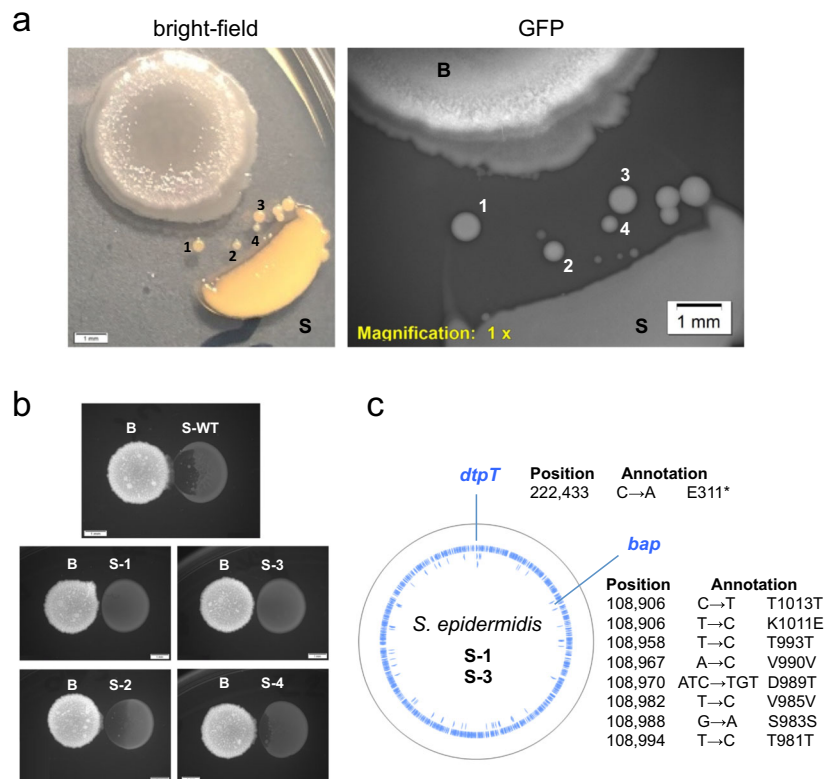 a
bright-field
GFP
B
1
2
3
4
S
1 mm
1
2
3
4
S
Magnification: 1 x
1 mm
b
B S-WT
B S-1
B S-3
B S-2
B S-4
c
dtpT
Position Annotation
222,433 C→A E311*
bap
S. epidermidis
S-1
S-3
Position Annotation
108,906 C→T T1013T
108,906 T→C K1011E
108,958 T→C T993T
108,967 A→C V990V
108,970 ATC→TGT D989T
108,982 T→C V985V
108,988 G→A S983S
108,994 T→C T981T